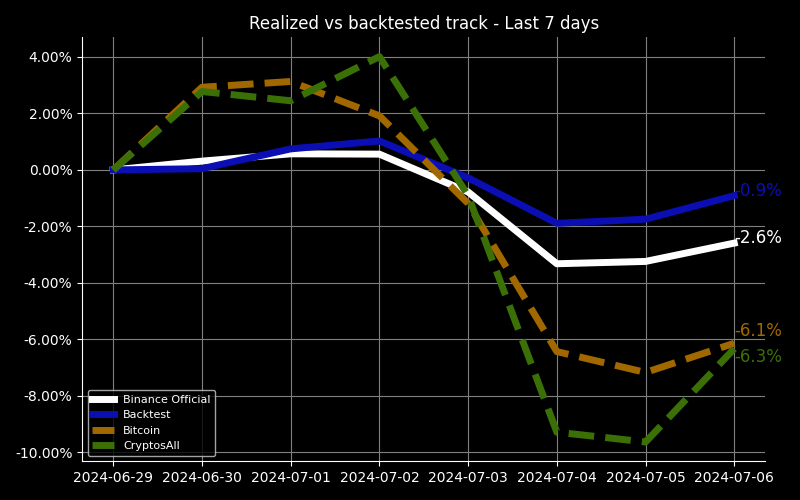 Realized vs backtested track - Last 7 days
4.00%
2.00%
0.00%
-2.00%
-4.00%
-6.00%
-8.00%
-10.00%
-0.9%
-2.6%
-6.1%
-6.3%
Binance Official
Backtest
Bitcoin
CryptosAll
2024-06-29 2024-06-30 2024-07-01 2024-07-02 2024-07-03 2024-07-04 2024-07-05 2024-07-06